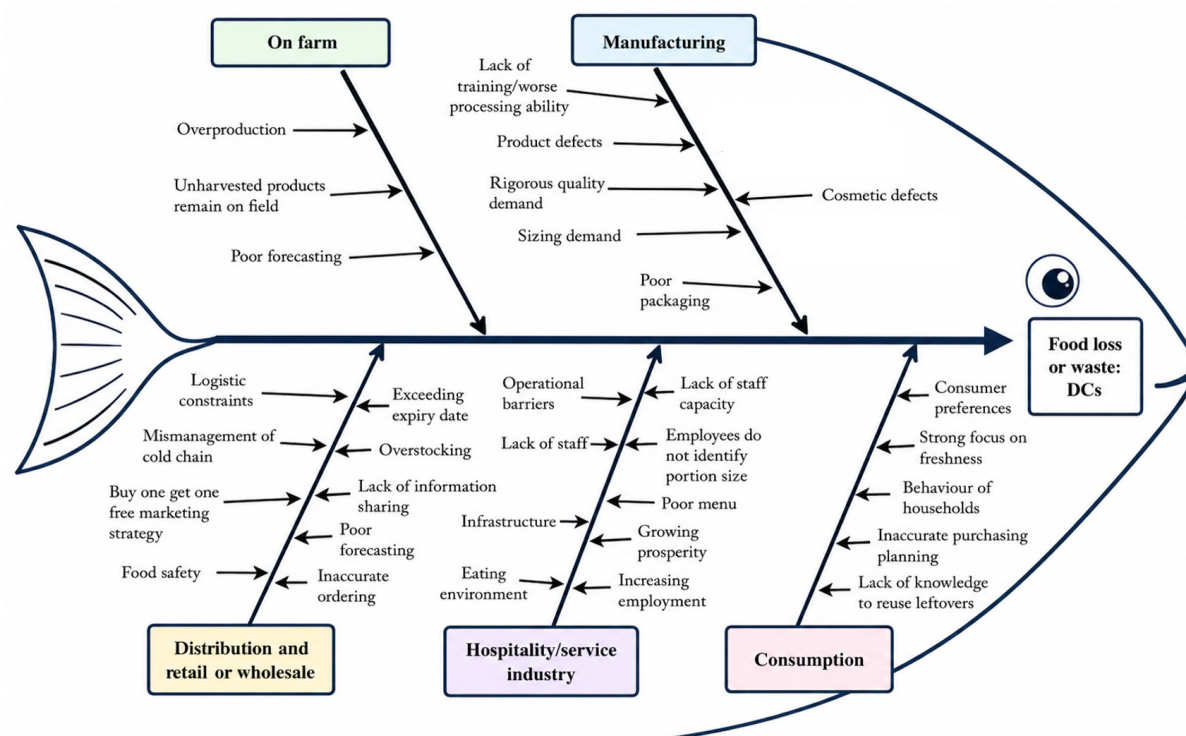 On farm
Overproduction
Unharvested products
remain on field
Poor forecasting
Manufacturing
Lack of
training/worse
processing ability
Product defects
Rigorous quality
demand
Sizing demand
Poor
packaging
Cosmetic defects
Food loss
or waste:
DCs
Logistic
constraints
Mismanagement of
cold chain
Buy one get one
free marketing
strategy
Food safety
Exceeding
expiry date
Overstocking
Lack of information
sharing
Poor
forecasting
Inaccurate
ordering
Distribution and
retail or wholesale
Operational
barriers
Lack of staff
Infrastructure
Eating
environment
Lack of staff
capacity
Employees do
not identify
portion size
Poor menu
Growing
prosperity
Increasing
employment
Hospitality/service
industry
Consumer
preferences
Strong focus on
freshness
Behaviour of
households
Inaccurate purchasing
planning
Lack of knowledge
to reuse leftovers
Consumption